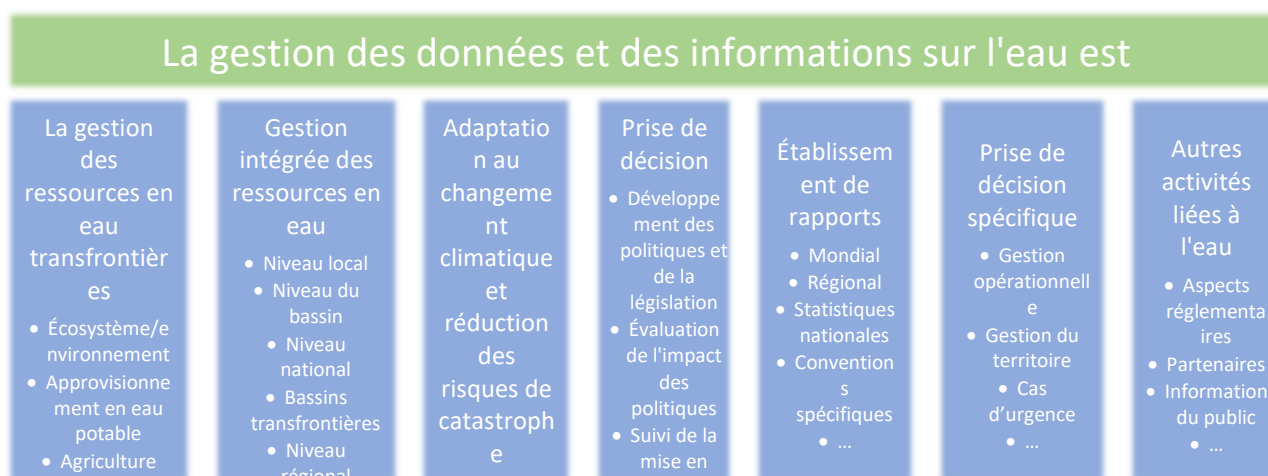 La gestion des données et des informations sur l'eau est
La gestion
des
ressources en
eau
transfrontièr
es
• Écosystème/e
nvironnement
• Approvisionne
ment en eau
potable
• Agriculture
Gestion
intégrée des
ressources en
eau
• Niveau local
• Niveau du
bassin
• Niveau
national
• Bassins
transfrontières
• Niveau
régional
Adaptatio
n au
changeme
nt
climatique
et
réduction
des
risques de
catastroph
e
Prise de
décision
• Développe
ment des
politiques et
de la
législation
• Évaluation
de l'impact
des
politiques
• Suivi de la
mise en
Établissem
ent de
rapports
• Mondial
• Régional
• Statistiques
nationales
• Convention
s
spécifiques
• ...
Prise de
décision
spécifique
• Gestion
opérationnell
e
• Gestion du
territoire
• Cas
d’urgence
• ...
Autres
activités
liées à
l'eau
• Aspects
réglementa
ires
• Partenaires
• Information
du public
• ...